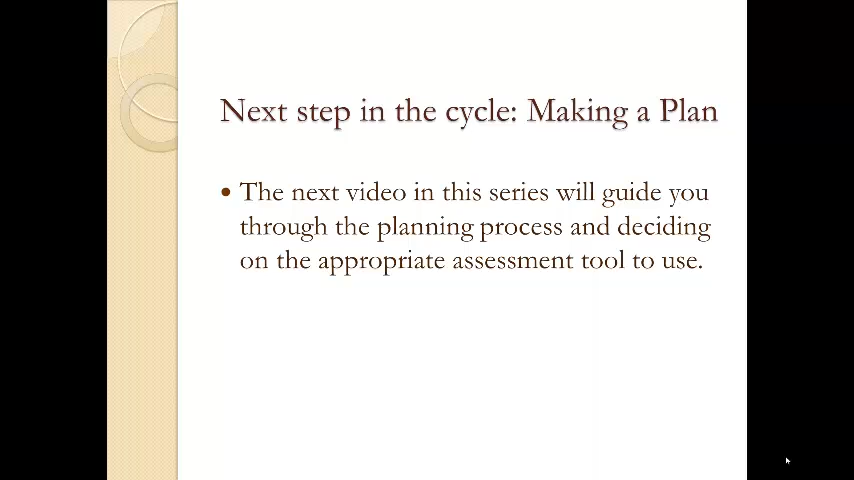 Next step in the cycle: Making a Plan
• The next video in this series will guide you
through the planning process and deciding
on the appropriate assessment tool to use.